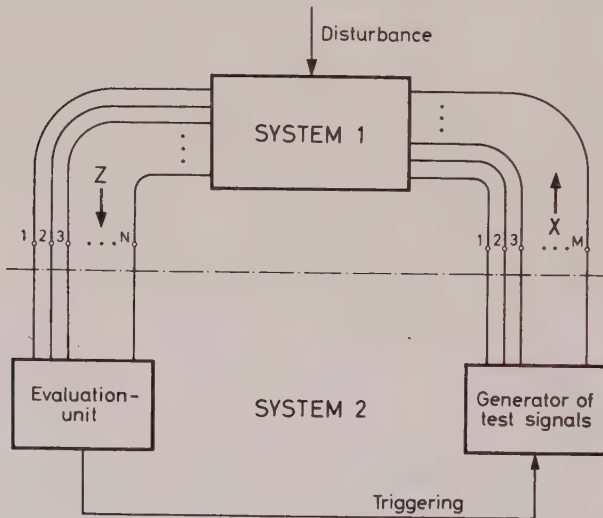 Disturbance
SYSTEM 1
Z
X
1 2 3 ... N
1 2 3 ... M
Evaluation-
unit
SYSTEM 2
Generator of
test signals
Triggering